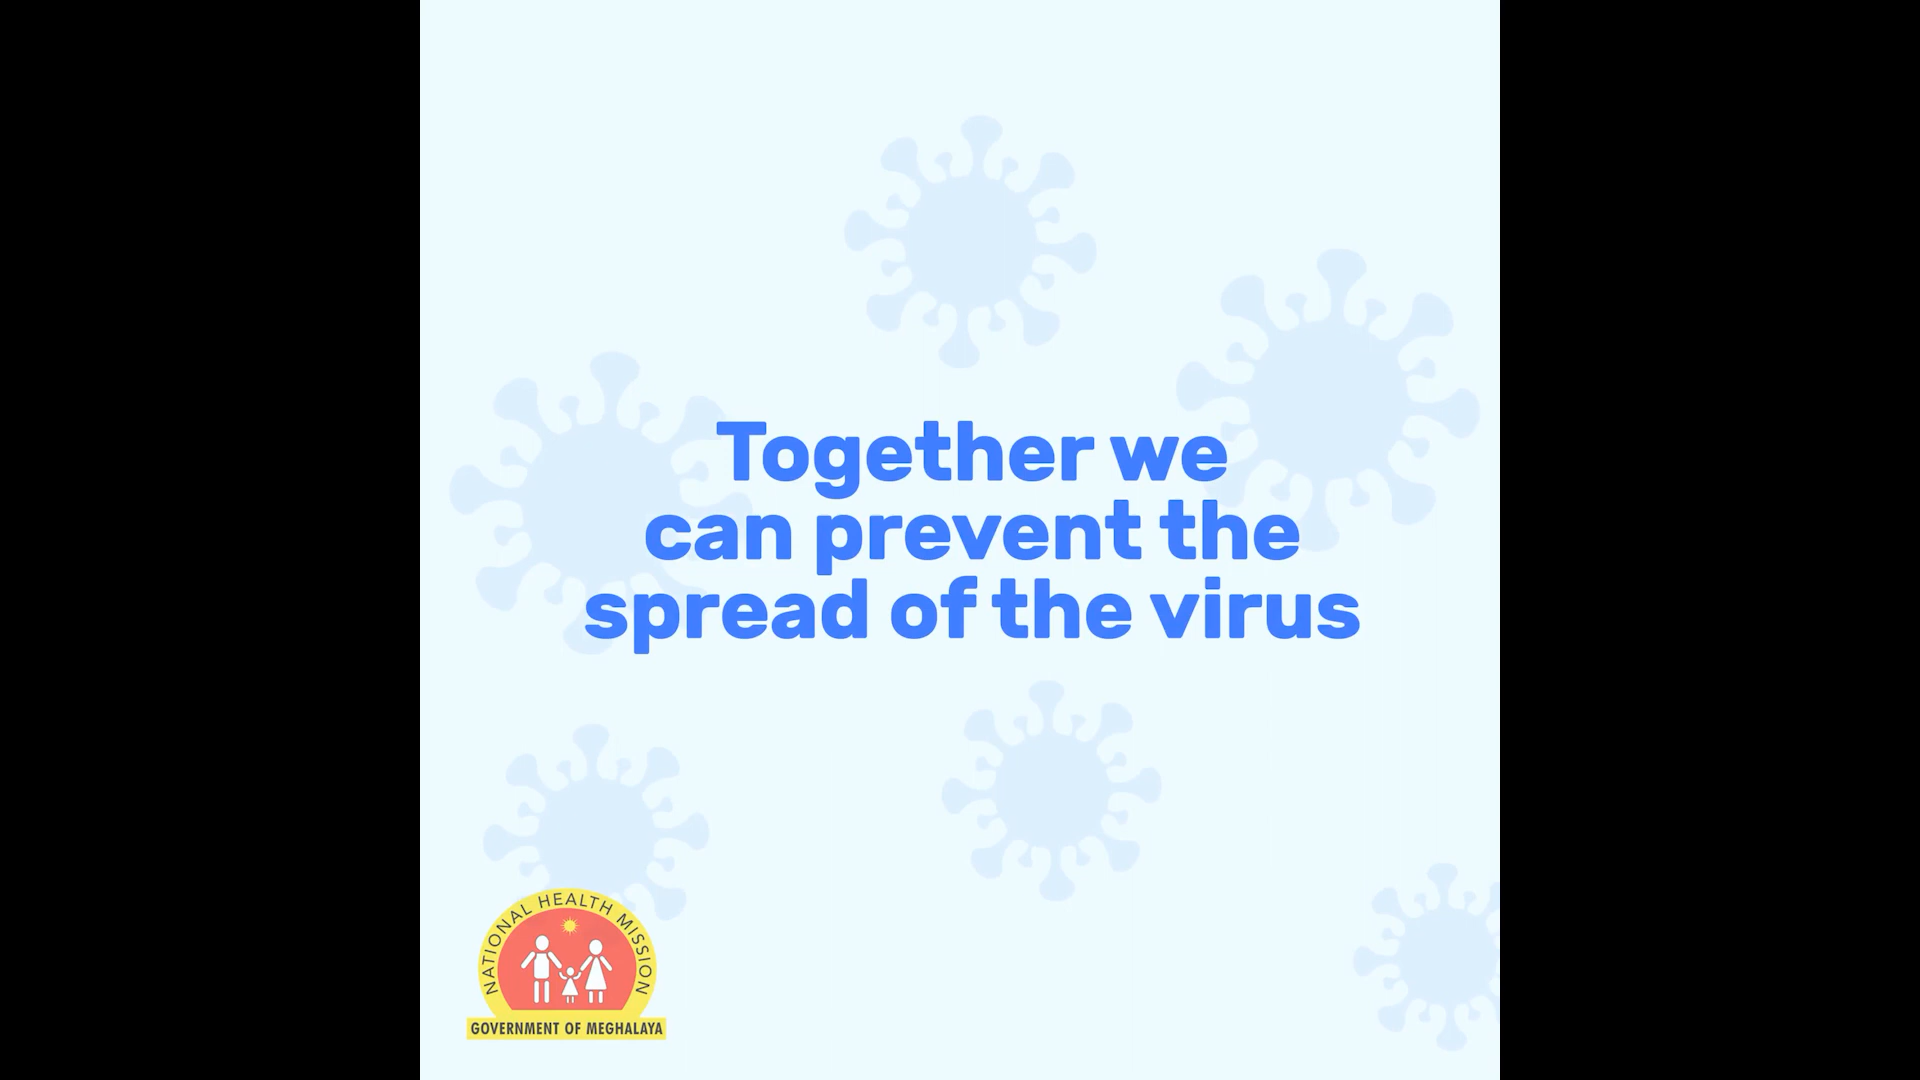 Together we
can prevent the
spread of the virus
NATIONAL HEALTH MISSION
GOVERNMENT OF MEGHALAYA